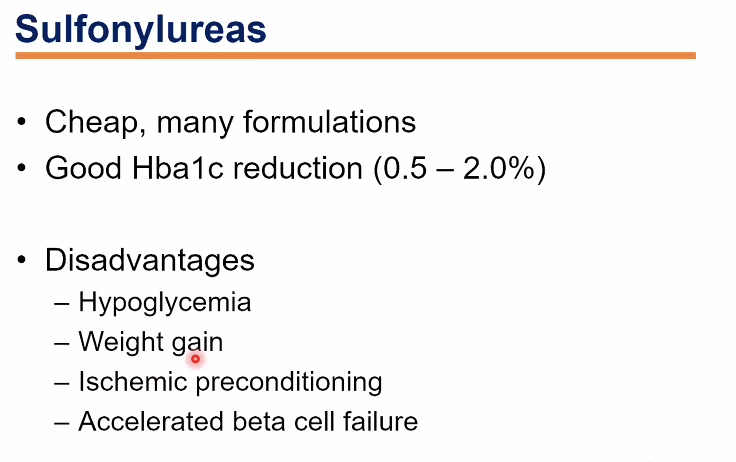 Sulfonylureas
• Cheap, many formulations
• Good Hba1c reduction (0.5 – 2.0%)
• Disadvantages
– Hypoglycemia
– Weight gain
– Ischemic preconditioning
– Accelerated beta cell failure